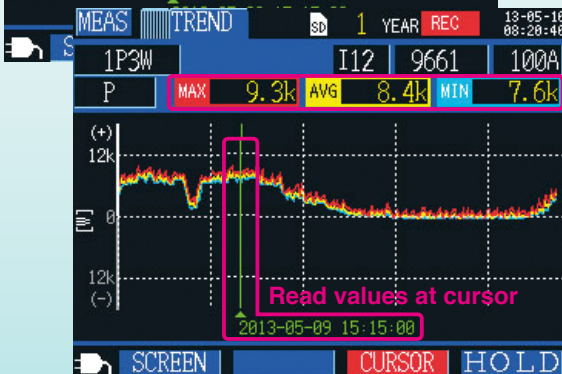 MEAS TREND SD 1 YEAR REC 13-05-16
08:20:46
1P3W I12 9661 100A
P MAX 9.3k AVG 8.4k MIN 7.6k
(+)
12k
[W] 0
12k
(-)
Read values at cursor
2013-05-09 15:15:00
SCREEN CURSOR HOLD